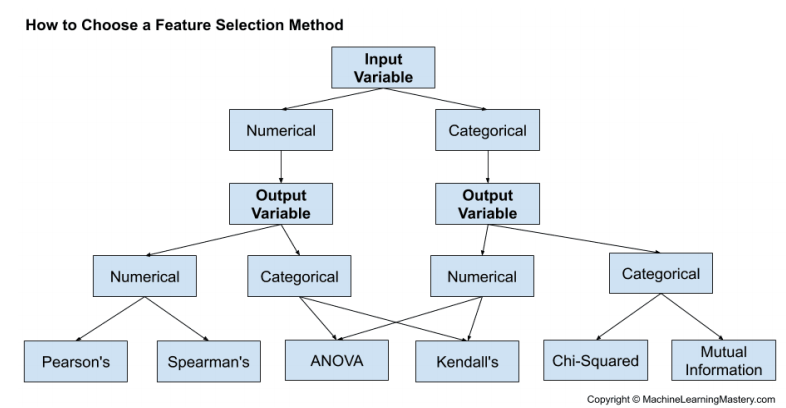 How to Choose a Feature Selection Method
Input
Variable
Numerical
Categorical
Output
Variable
Output
Variable
Numerical
Categorical
Numerical
Categorical
Pearson's
Spearman's
ANOVA
Kendall's
Chi-Squared
Mutual
Information
Copyright © MachineLearningMastery.com